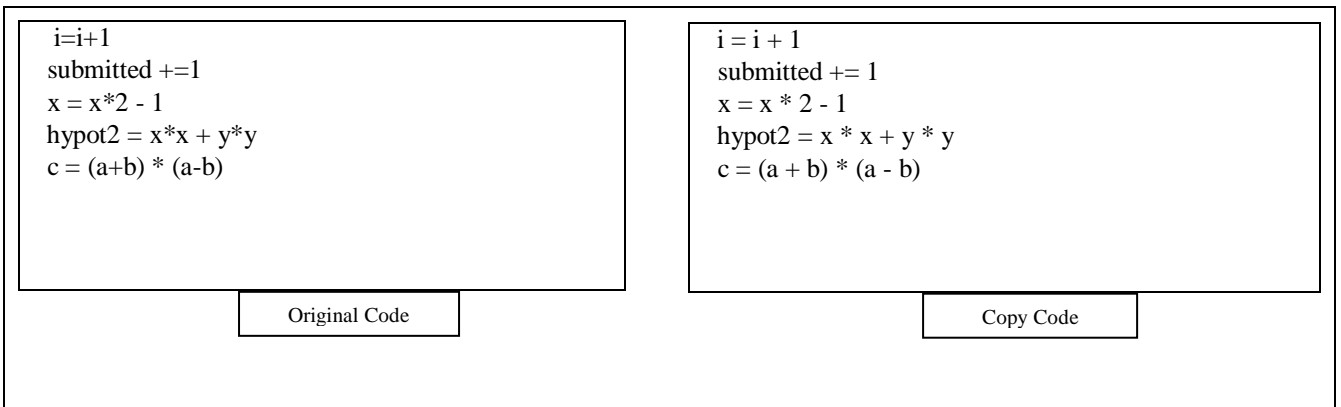 i=i+1
submitted +=1
x = x*2 - 1
hypot2 = x*x + y*y
c = (a+b) * (a-b)
Original Code
i = i + 1
submitted += 1
x = x * 2 - 1
hypot2 = x * x + y * y
c = (a + b) * (a - b)
Copy Code